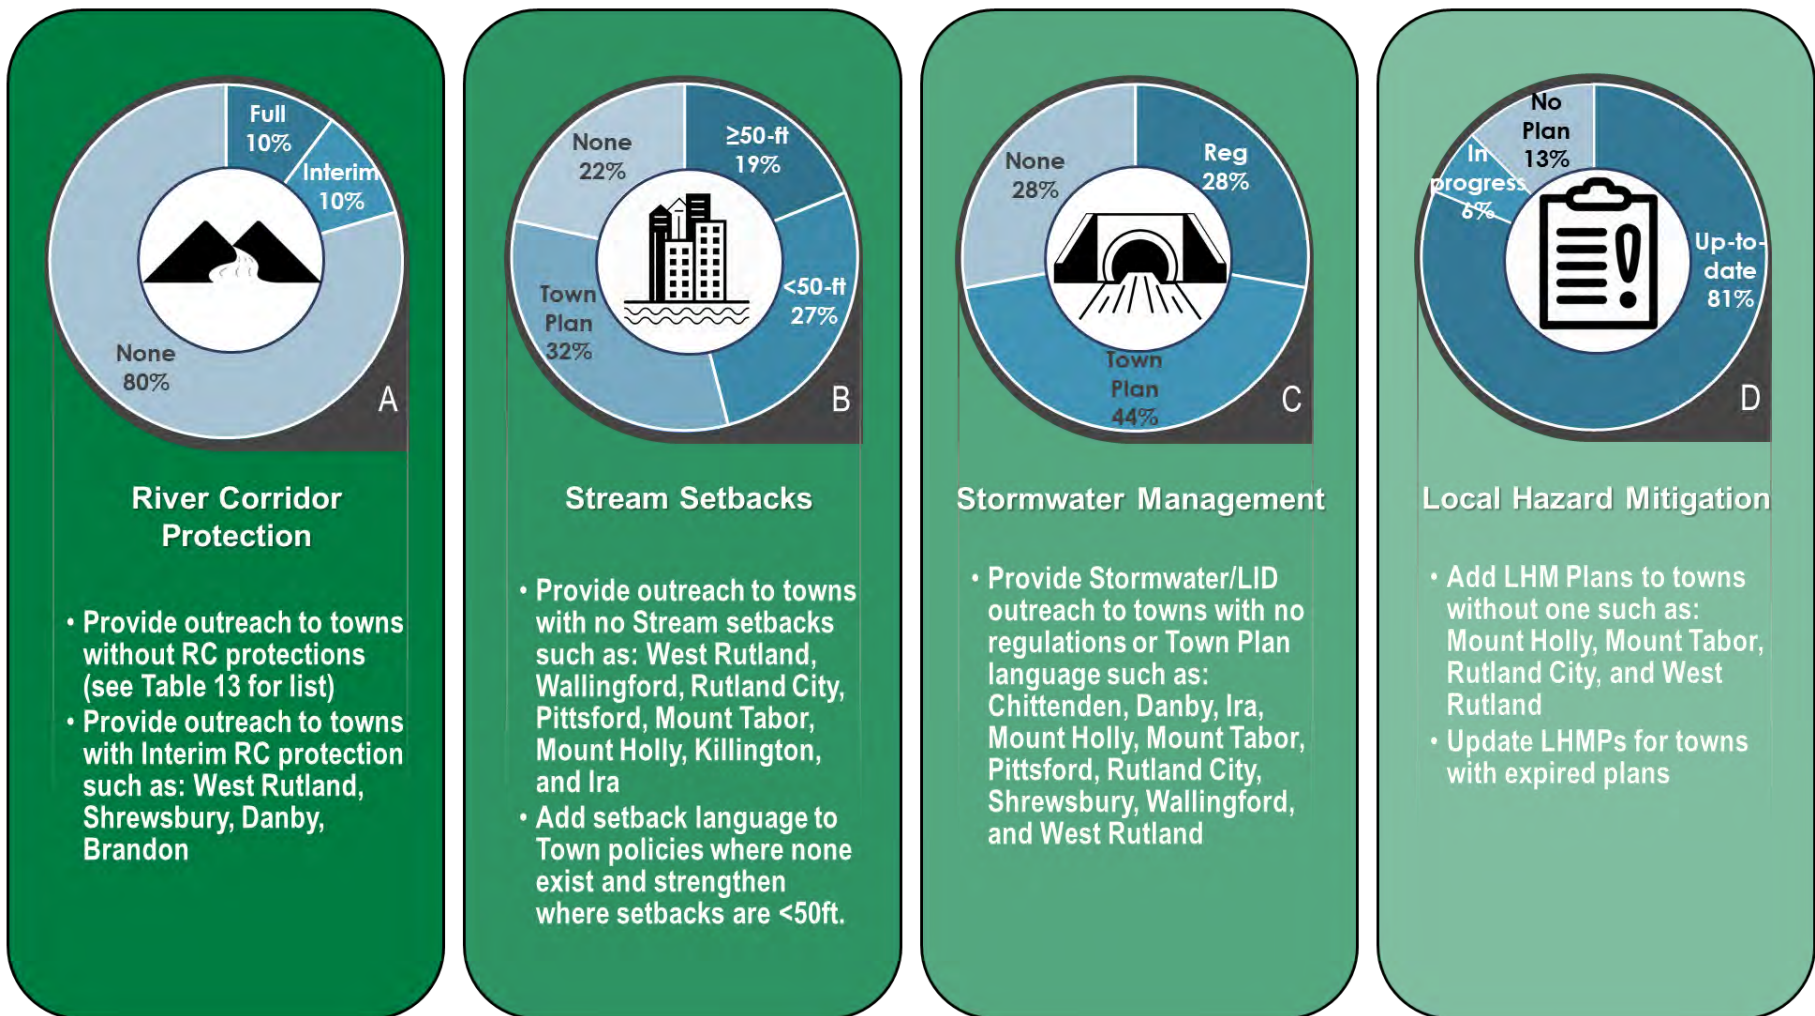 Full
10%
Interim
10%
None
80%
A
River Corridor
Protection
• Provide outreach to towns
without RC protections
(see Table 13 for list)
• Provide outreach to towns
with Interim RC protection
such as: West Rutland,
Shrewsbury, Danby,
Brandon
≥50-ft
19%
<50-ft
27%
Town
Plan
32%
None
22%
B
Stream Setbacks
• Provide outreach to towns
with no Stream setbacks
such as: West Rutland,
Wallingford, Rutland City,
Pittsford, Mount Tabor,
Mount Holly, Killington,
and Ira
• Add setback language to
Town policies where none
exist and strengthen
where setbacks are <50ft.
Reg
28%
Town
Plan
44%
None
28%
C
Stormwater Management
• Provide Stormwater/LID
outreach to towns with no
regulations or Town Plan
language such as:
Chittenden, Danby, Ira,
Mount Holly, Mount Tabor,
Pittsford, Rutland City,
Shrewsbury, Wallingford,
and West Rutland
No
Plan
13%
In
progress
6%
Up-to-
date
81%
D
Local Hazard Mitigation
• Add LHM Plans to towns
without one such as:
Mount Holly, Mount Tabor,
Rutland City, and West
Rutland
• Update LHMPs for towns
with expired plans